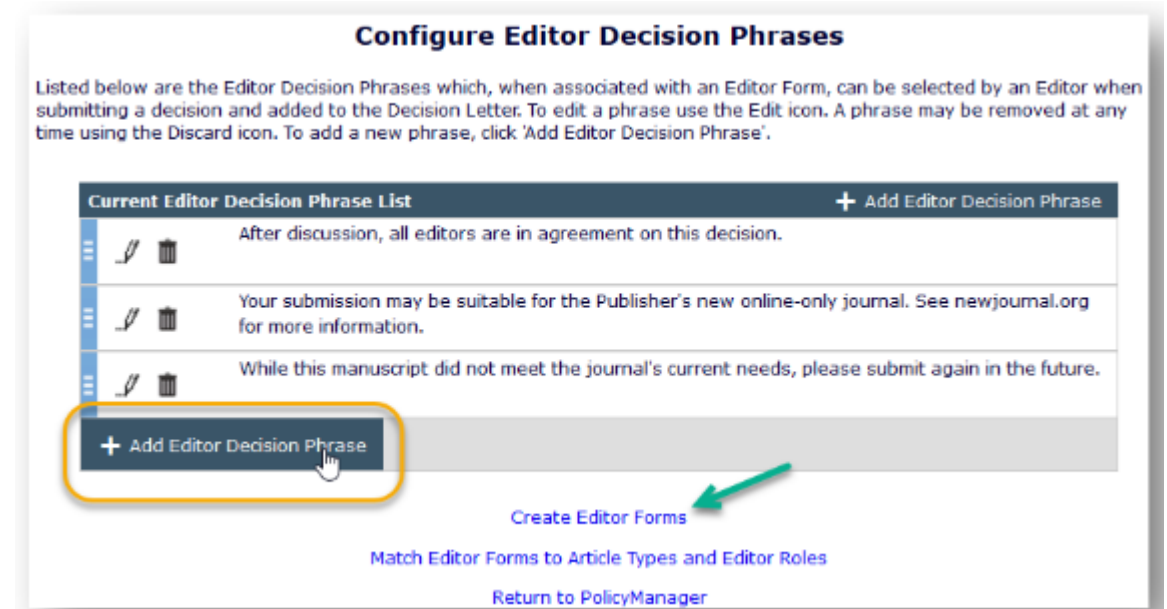 Configure Editor Decision Phrases
Listed below are the Editor Decision Phrases which, when associated with an Editor Form, can be selected by an Editor when
submitting a decision and added to the Decision Letter. To edit a phrase use the Edit icon. A phrase may be removed at any
time using the Discard icon. To add a new phrase, click 'Add Editor Decision Phrase'.
Current Editor Decision Phrase List
+ Add Editor Decision Phrase
After discussion, all editors are in agreement on this decision.
Your submission may be suitable for the Publisher's new online-only journal. See newjournal.org
for more information.
While this manuscript did not meet the journal's current needs, please submit again in the future.
+ Add Editor Decision Phrase
Create Editor Forms
Match Editor Forms to Article Types and Editor Roles
Return to PolicyManager